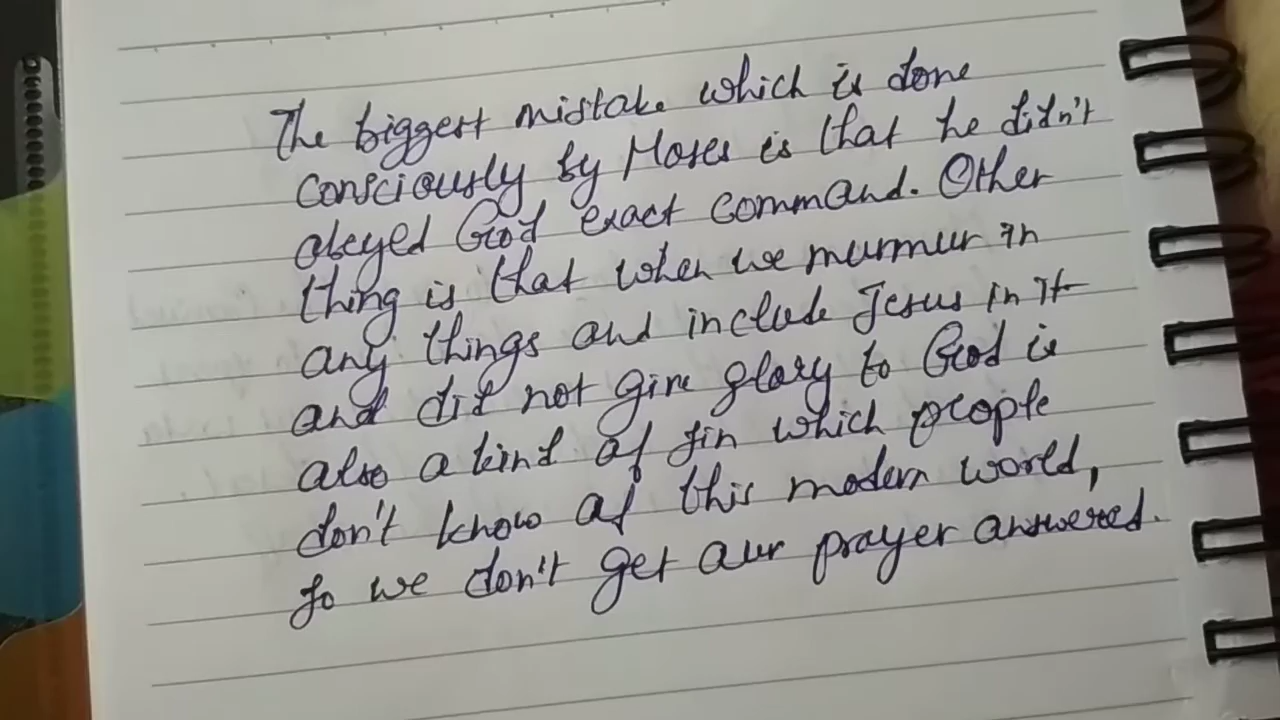 The biggest mistake which is done
consciously by Moses is that he didn't
obeyed God exact command. Other
thing is that when we murmur in
any things and include Jesus in it
and did not give glory to God is
also a kind of sin which people
don't know of this modern world,
so we don't get our prayer answered.